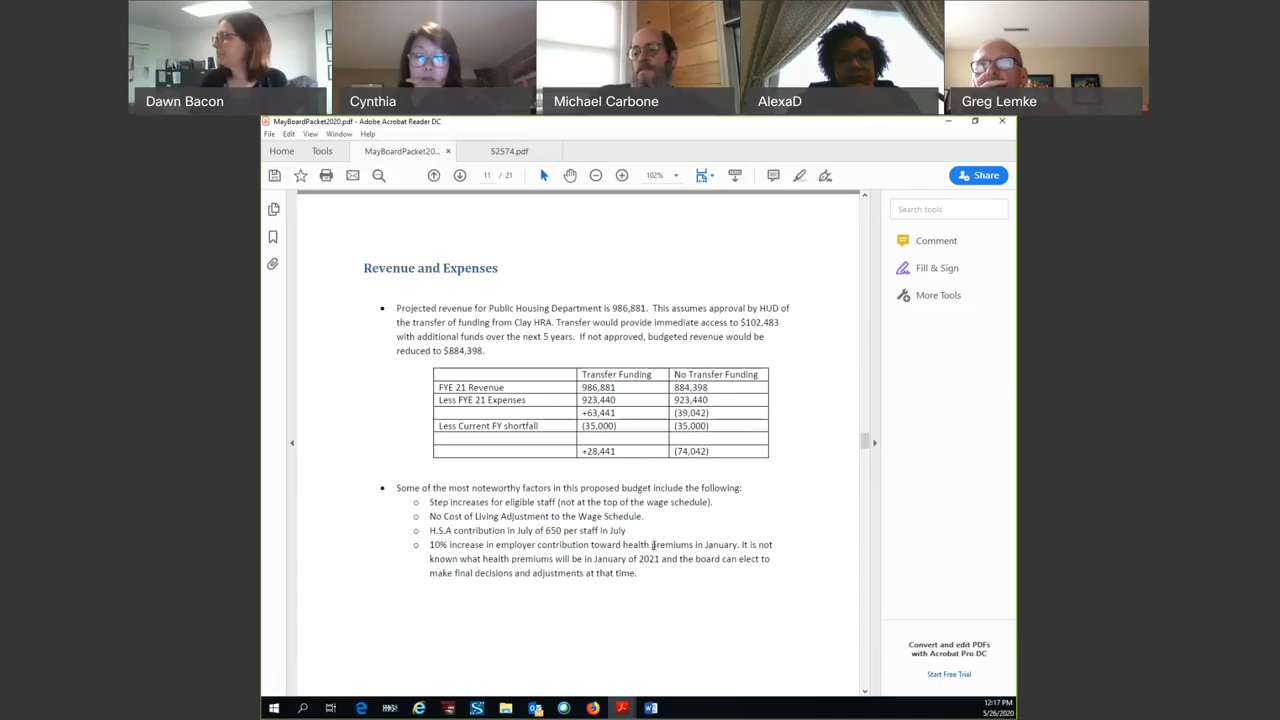 Dawn Bacon
Cynthia
Michael Carbone
AlexaD
Greg Lemke
MayBoardPacket2020.pdf - Adobe Acrobat Reader DC
File Edit View Window Help
Home Tools MayBoardPacket20... × 52574.pdf
11 / 21 102% Share
Search tools
Comment
Fill & Sign
More Tools
Revenue and Expenses
• Projected revenue for Public Housing Department is 986,881. This assumes approval by HUD of
the transfer of funding from Clay HRA. Transfer would provide immediate access to $102,483
with additional funds over the next 5 years. If not approved, budgeted revenue would be
reduced to $884,398.
Transfer Funding No Transfer Funding
FYE 21 Revenue 986,881 884,398
Less FYE 21 Expenses 923,440 923,440
+63,441 (39,042)
Less Current FY shortfall (35,000) (35,000)
+28,441 (74,042)
• Some of the most noteworthy factors in this proposed budget include the following:
o Step increases for eligible staff (not at the top of the wage schedule).
o No Cost of Living Adjustment to the Wage Schedule.
o H.S.A contribution in July of 650 per staff in July
o 10% increase in employer contribution toward health premiums in January. It is not
known what health premiums will be in January of 2021 and the board can elect to
make final decisions and adjustments at that time.
Convert and edit PDFs
with Acrobat Pro DC
Start Free Trial
12:17 PM
5/26/2020